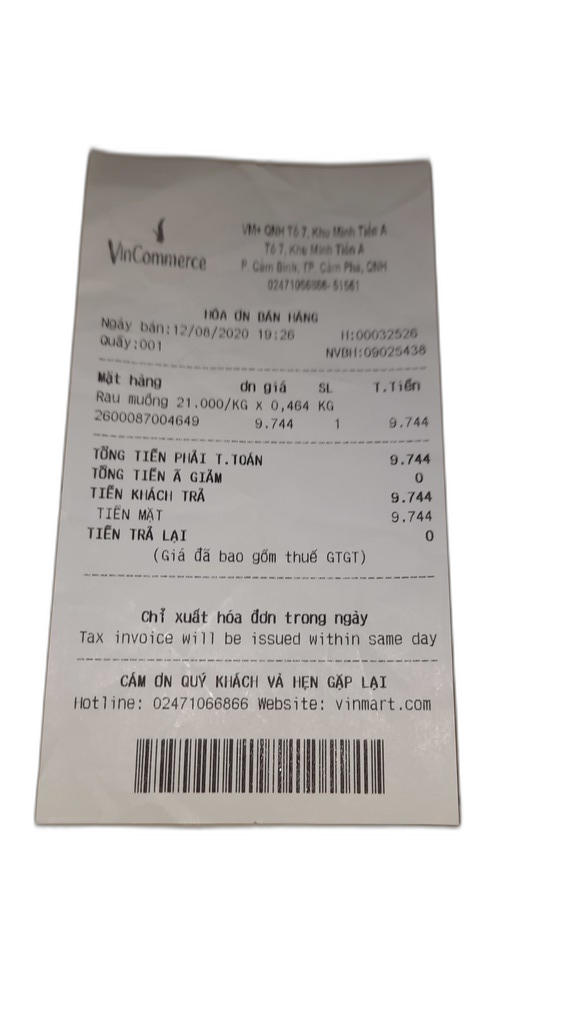 VinCommerce
VM+ QNH Tổ 7, Khu Minh Tiến A
Tổ 7, Khu Minh Tiến A
P. Cẩm Bình, TP. Cẩm Phả, QNH
02471066866-51561
HÓA ƠN BÁN HÀNG
Ngày bán:12/08/2020 19:26 H:00032526
Quầy:001 NVBH:09025438
Mặt hàng ơn giá SL T.Tiền
Rau muống 21.000/KG X 0,464 KG
2600087004649 9.744 1 9.744
TỔNG TIỀN PHẢI T.TOÁN 9.744
TỔNG TIỀN Ã GIẢM 0
TIỀN KHÁCH TRẢ 9.744
TIỀN MẶT 9.744
TIỀN TRẢ LẠI 0
(Giá đã bao gồm thuế GTGT)
Chỉ xuất hóa đơn trong ngày
Tax invoice will be issued within same day
CẢM ƠN QUÝ KHÁCH VÀ HẸN GẶP LẠI
Hotline: 02471066866 Website: vinmart.com